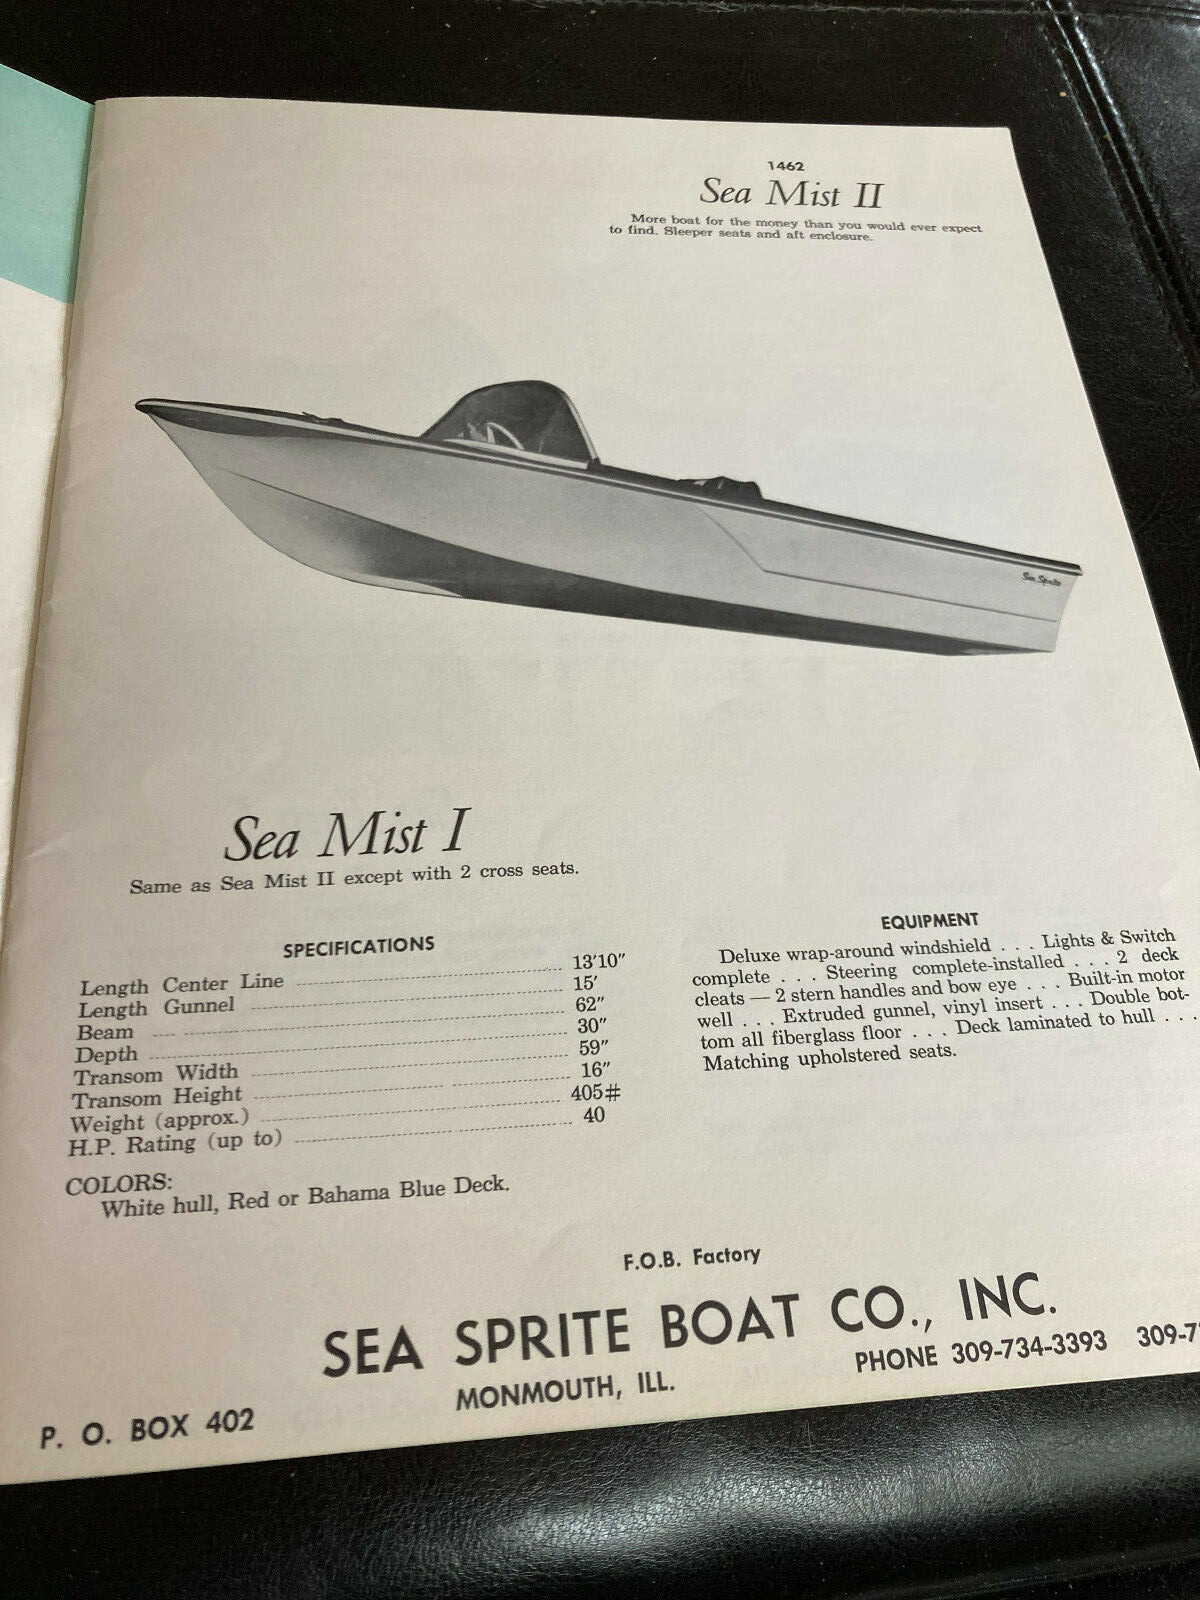 1462
Sea Mist II
More boat for the money than you would ever expect
to find. Sleeper seats and aft enclosure.
Sea Sprite
Sea Mist I
Same as Sea Mist II except with 2 cross seats.
SPECIFICATIONS
Length Center Line 13'10"
Length Gunnel 15'
Beam 62"
Depth 30"
Transom Width 59"
Transom Height 16"
Weight (approx.) 405#
H.P. Rating (up to) 40
COLORS:
White hull, Red or Bahama Blue Deck.
EQUIPMENT
Deluxe wrap-around windshield . . . Lights & Switch
complete . . . Steering complete-installed . . . 2 deck
cleats — 2 stern handles and bow eye . . . Built-in motor
well . . . Extruded gunnel, vinyl insert . . . Double bot-
tom all fiberglass floor . . . Deck laminated to hull . . .
Matching upholstered seats.
F.O.B. Factory
SEA SPRITE BOAT CO., INC.
P. O. BOX 402 MONMOUTH, ILL. PHONE 309-734-3393 309-7